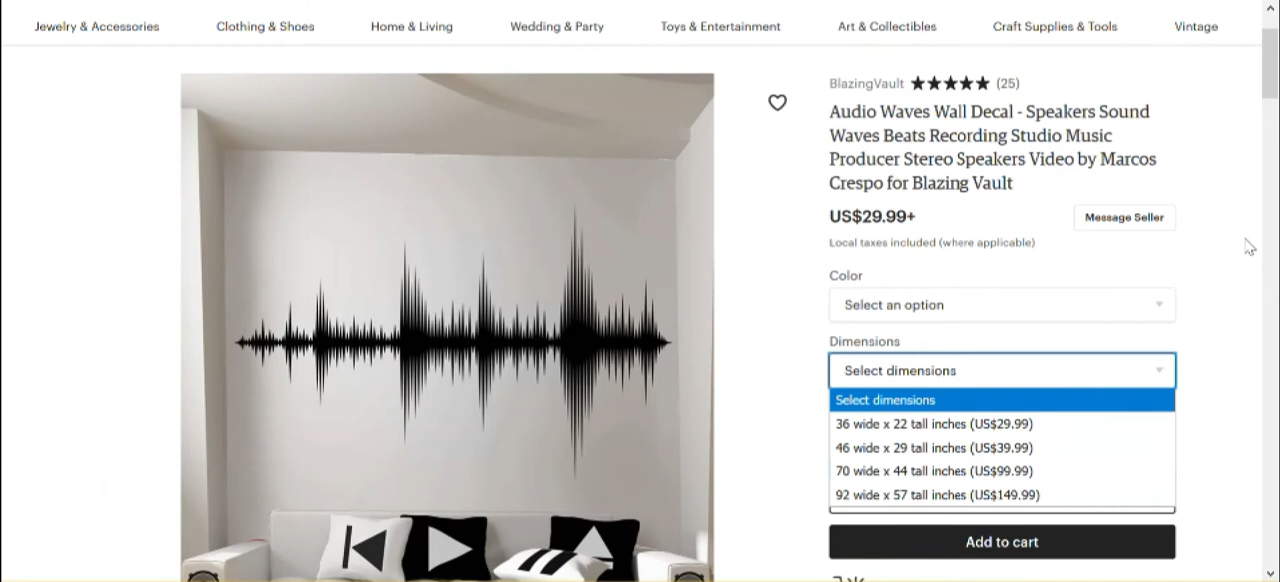 Jewelry & Accessories Clothing & Shoes Home & Living Wedding & Party Toys & Entertainment Art & Collectibles Craft Supplies & Tools Vintage
BlazingVault ★★★★★ (25)
Audio Waves Wall Decal - Speakers Sound
Waves Beats Recording Studio Music
Producer Stereo Speakers Video by Marcos
Crespo for Blazing Vault
US$29.99+
Message Seller
Local taxes included (where applicable)
Color
Select an option
Dimensions
Select dimensions
Select dimensions
36 wide x 22 tall inches (US$29.99)
46 wide x 29 tall inches (US$39.99)
70 wide x 44 tall inches (US$99.99)
92 wide x 57 tall inches (US$149.99)
Add to cart